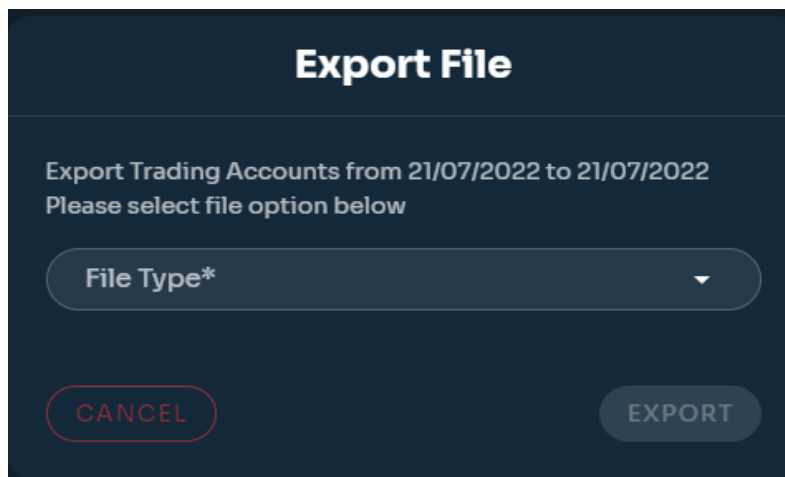 Export File
Export Trading Accounts from 21/07/2022 to 21/07/2022
Please select file option below
File Type*
CANCEL
EXPORT